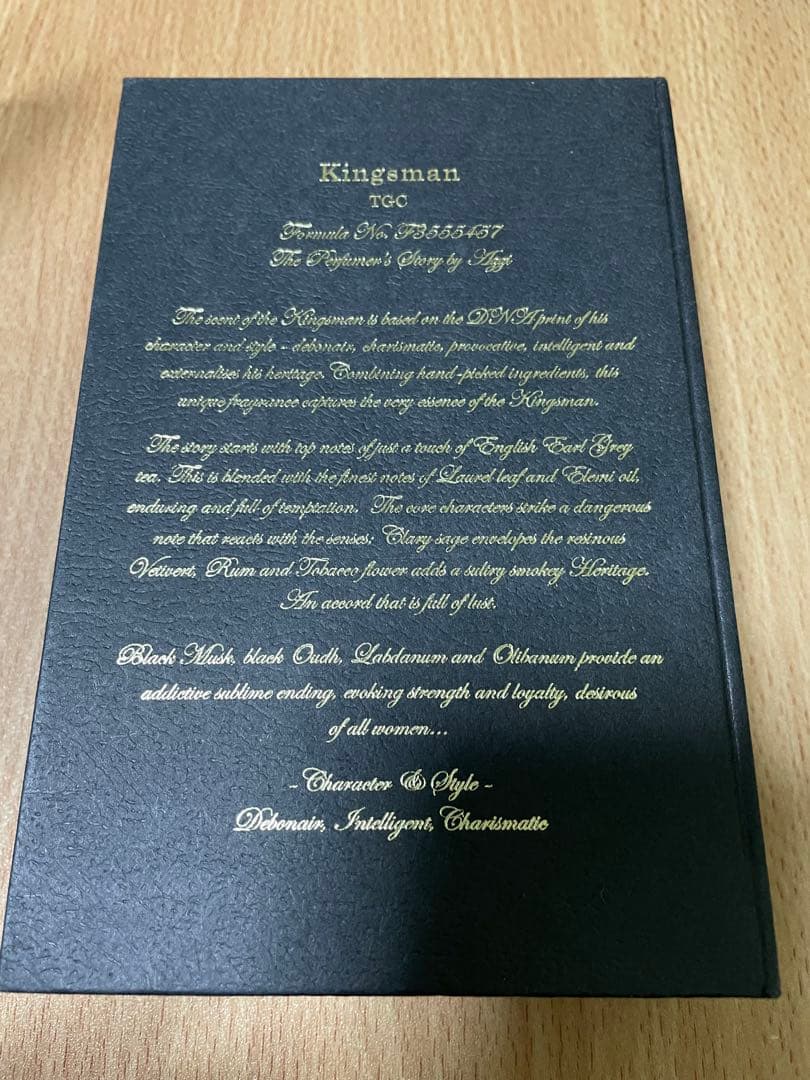 Kingsman
TGC
Formula No. F3555437
The Perfumer's Story by Azzi
The scent of the Kingsman is based on the DNA print of his
character and style - debonair, charismatic, provocative, intelligent and
externalises his heritage. Combining hand-picked ingredients, this
unique fragrance captures the very essence of the Kingsman.
The story starts with top notes of just a touch of English Earl Grey
tea. This is blended with the finest notes of Laurel leaf and Elemi oil,
enduring and full of temptation. The core characters strike a dangerous
note that reacts with the senses: Clary sage envelopes the resinous
Vetivert, Rum and Tobacco flower adds a sultry smokey Heritage.
An accord that is full of lust.
Black Musk, black Oudh, Labdanum and Olibanum provide an
addictive sublime ending, evoking strength and loyalty, desirous
of all women...
~ Character & Style ~
Debonair, Intelligent, Charismatic